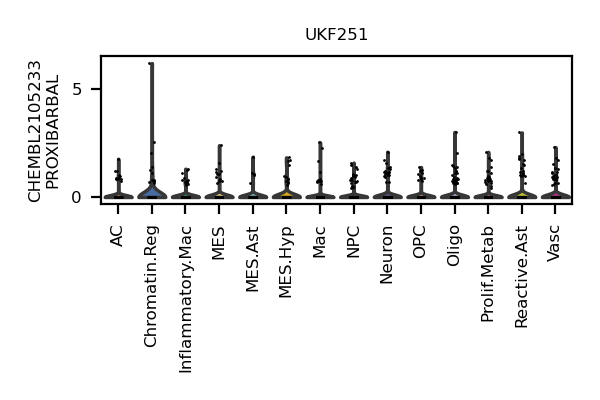 UKF251
CHEMBL2105233
PROXIBARBAL
5
0
AC
Chromatin.Reg
Inflammatory.Mac
MES
MES.Ast
MES.Hyp
Mac
NPC
Neuron
OPC
Oligo
Prolif.Metab
Reactive.Ast
Vasc